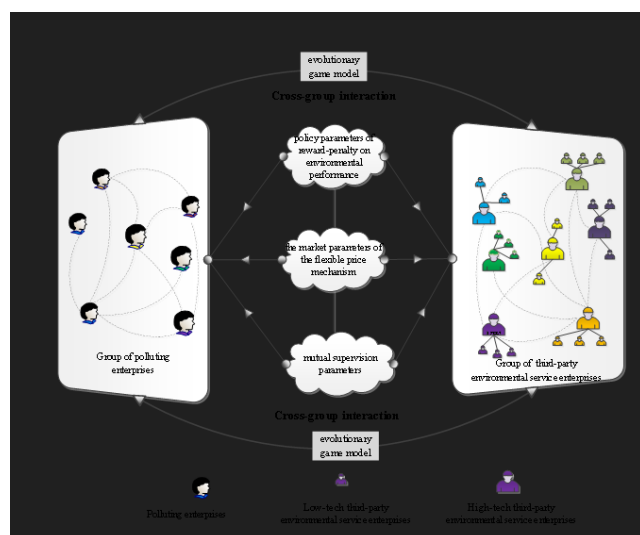 evolutionary
game model
Cross-group interaction
policy parameters of
reward-penalty on
environmental
performance
the market parameters of
the flexible price
mechanism
mutual supervision
parameters
Group of polluting
enterprises
Group of third-party
environmental service enterprises
Cross-group interaction
evolutionary
game model
Polluting enterprises
Low-tech third-party
environmental service enterprises
High-tech third-party
environmental service enterprises